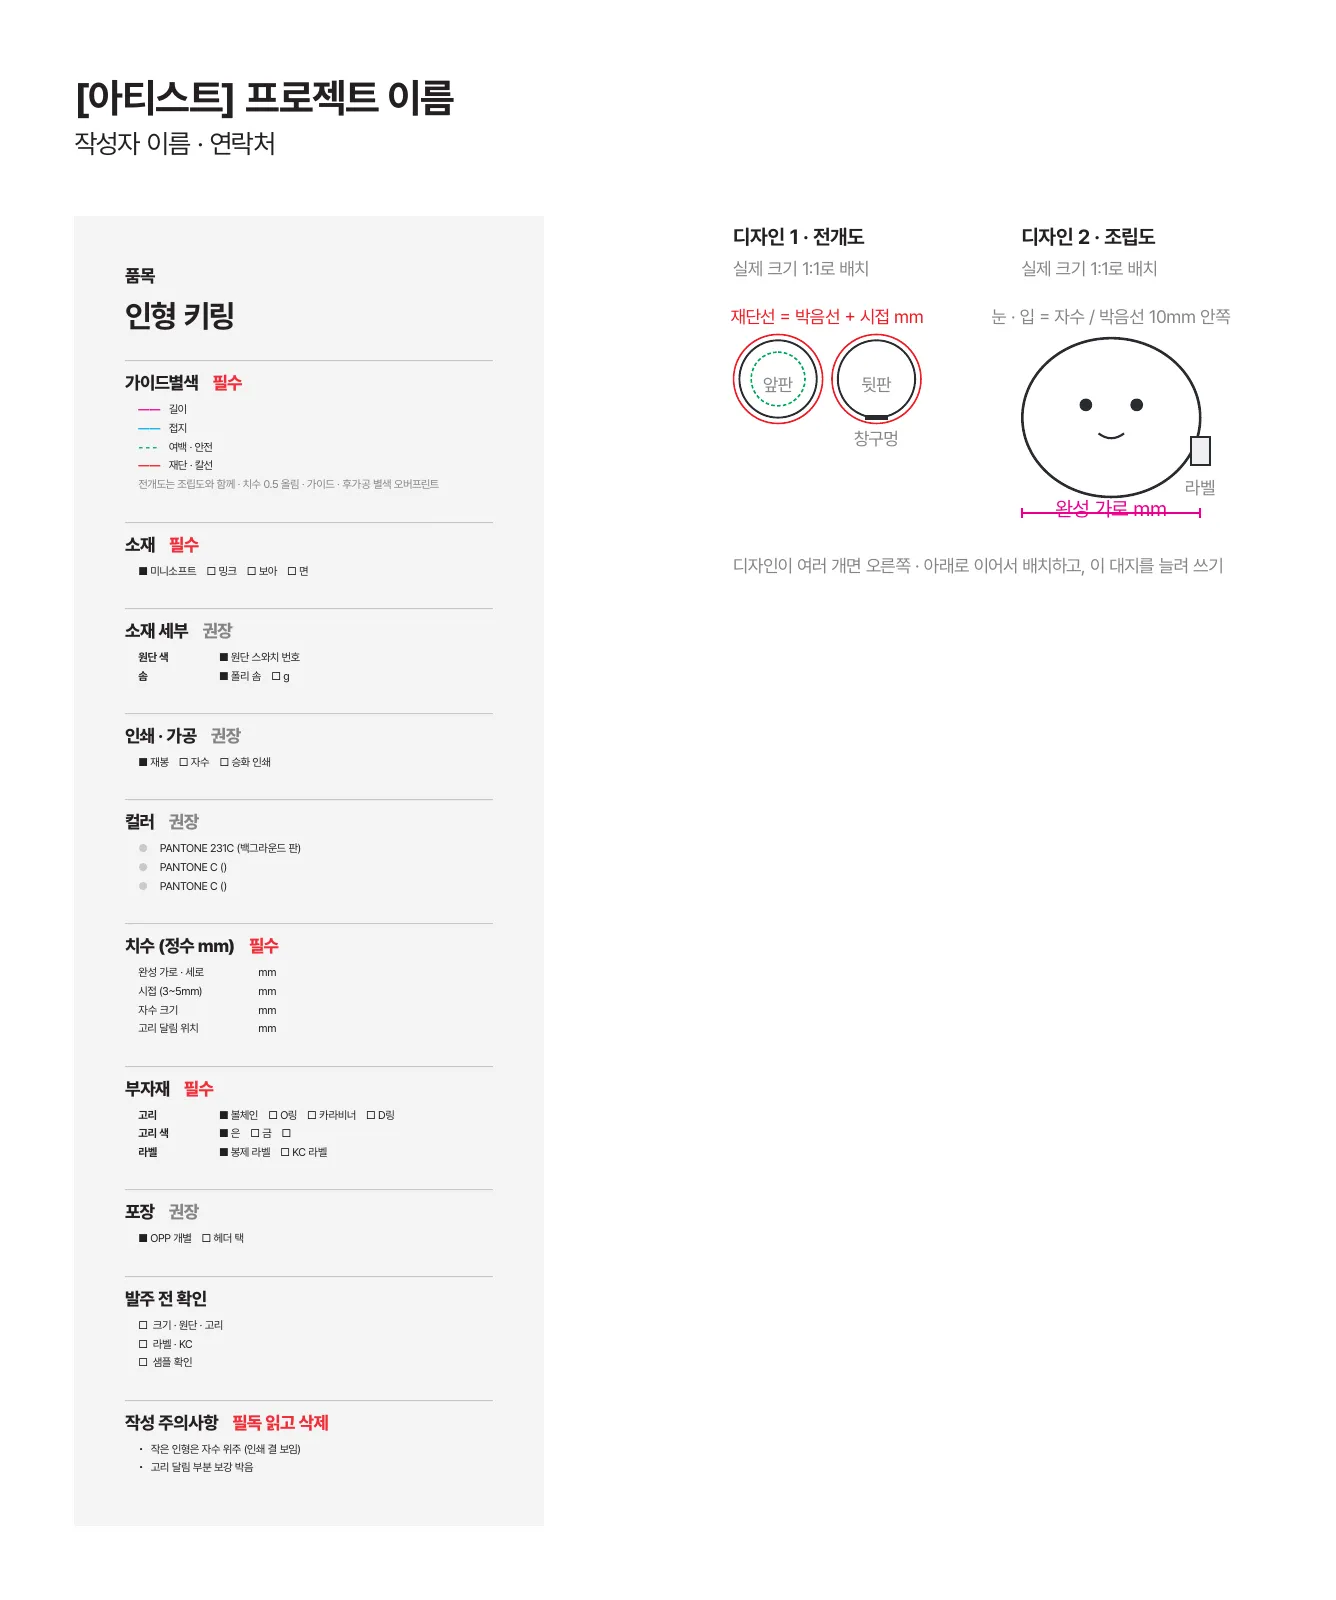 [아티스트] 프로젝트 이름
작성자 이름 · 연락처
품목
인형 키링
가이드별색 필수
길이
접지
여백 · 안전
재단 · 칼선
전개도는 조립도와 함께 · 치수 0.5 올림 · 가이드 · 후가공 별색 오버프린트
소재 필수
■ 미니소프트 □ 밍크 □ 보아 □ 면
소재 세부 권장
원단 색 ■ 원단 스와치 번호
솜 ■ 폴리 솜 □ g
인쇄 · 가공 권장
■ 재봉 □ 자수 □ 승화 인쇄
컬러 권장
PANTONE 231C (백그라운드 판)
PANTONE C ()
PANTONE C ()
치수 (정수 mm) 필수
완성 가로 · 세로 mm
시접 (3~5mm) mm
자수 크기 mm
고리 달림 위치 mm
부자재 필수
고리 ■ 볼체인 □ O링 □ 카라비너 □ D링
고리 색 ■ 은 □ 금 □
라벨 ■ 봉제 라벨 □ KC 라벨
포장 권장
■ OPP 개별 □ 헤더 택
발주 전 확인
□ 크기 · 원단 · 고리
□ 라벨 · KC
□ 샘플 확인
작성 주의사항 필독 읽고 삭제
• 작은 인형은 자수 위주 (인쇄 결 보임)
• 고리 달림 부분 보강 박음
디자인 1 · 전개도
실제 크기 1:1로 배치
재단선 = 박음선 + 시접 mm
앞판 뒷판
창구멍
디자인 2 · 조립도
실제 크기 1:1로 배치
눈 · 입 = 자수 / 박음선 10mm 안쪽
라벨
완성 가로 mm
디자인이 여러 개면 오른쪽 · 아래로 이어서 배치하고, 이 대지를 늘려 쓰기